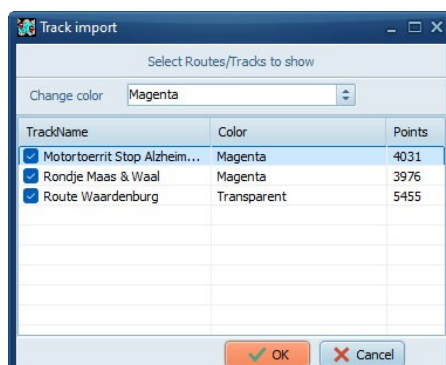 Track import
Select Routes/Tracks to show
Change color Magenta
TrackName Color Points
Motortoerrit Stop Alzheim... Magenta 4031
Rondje Maas & Waal Magenta 3976
Route Waardenburg Transparent 5455
OK Cancel